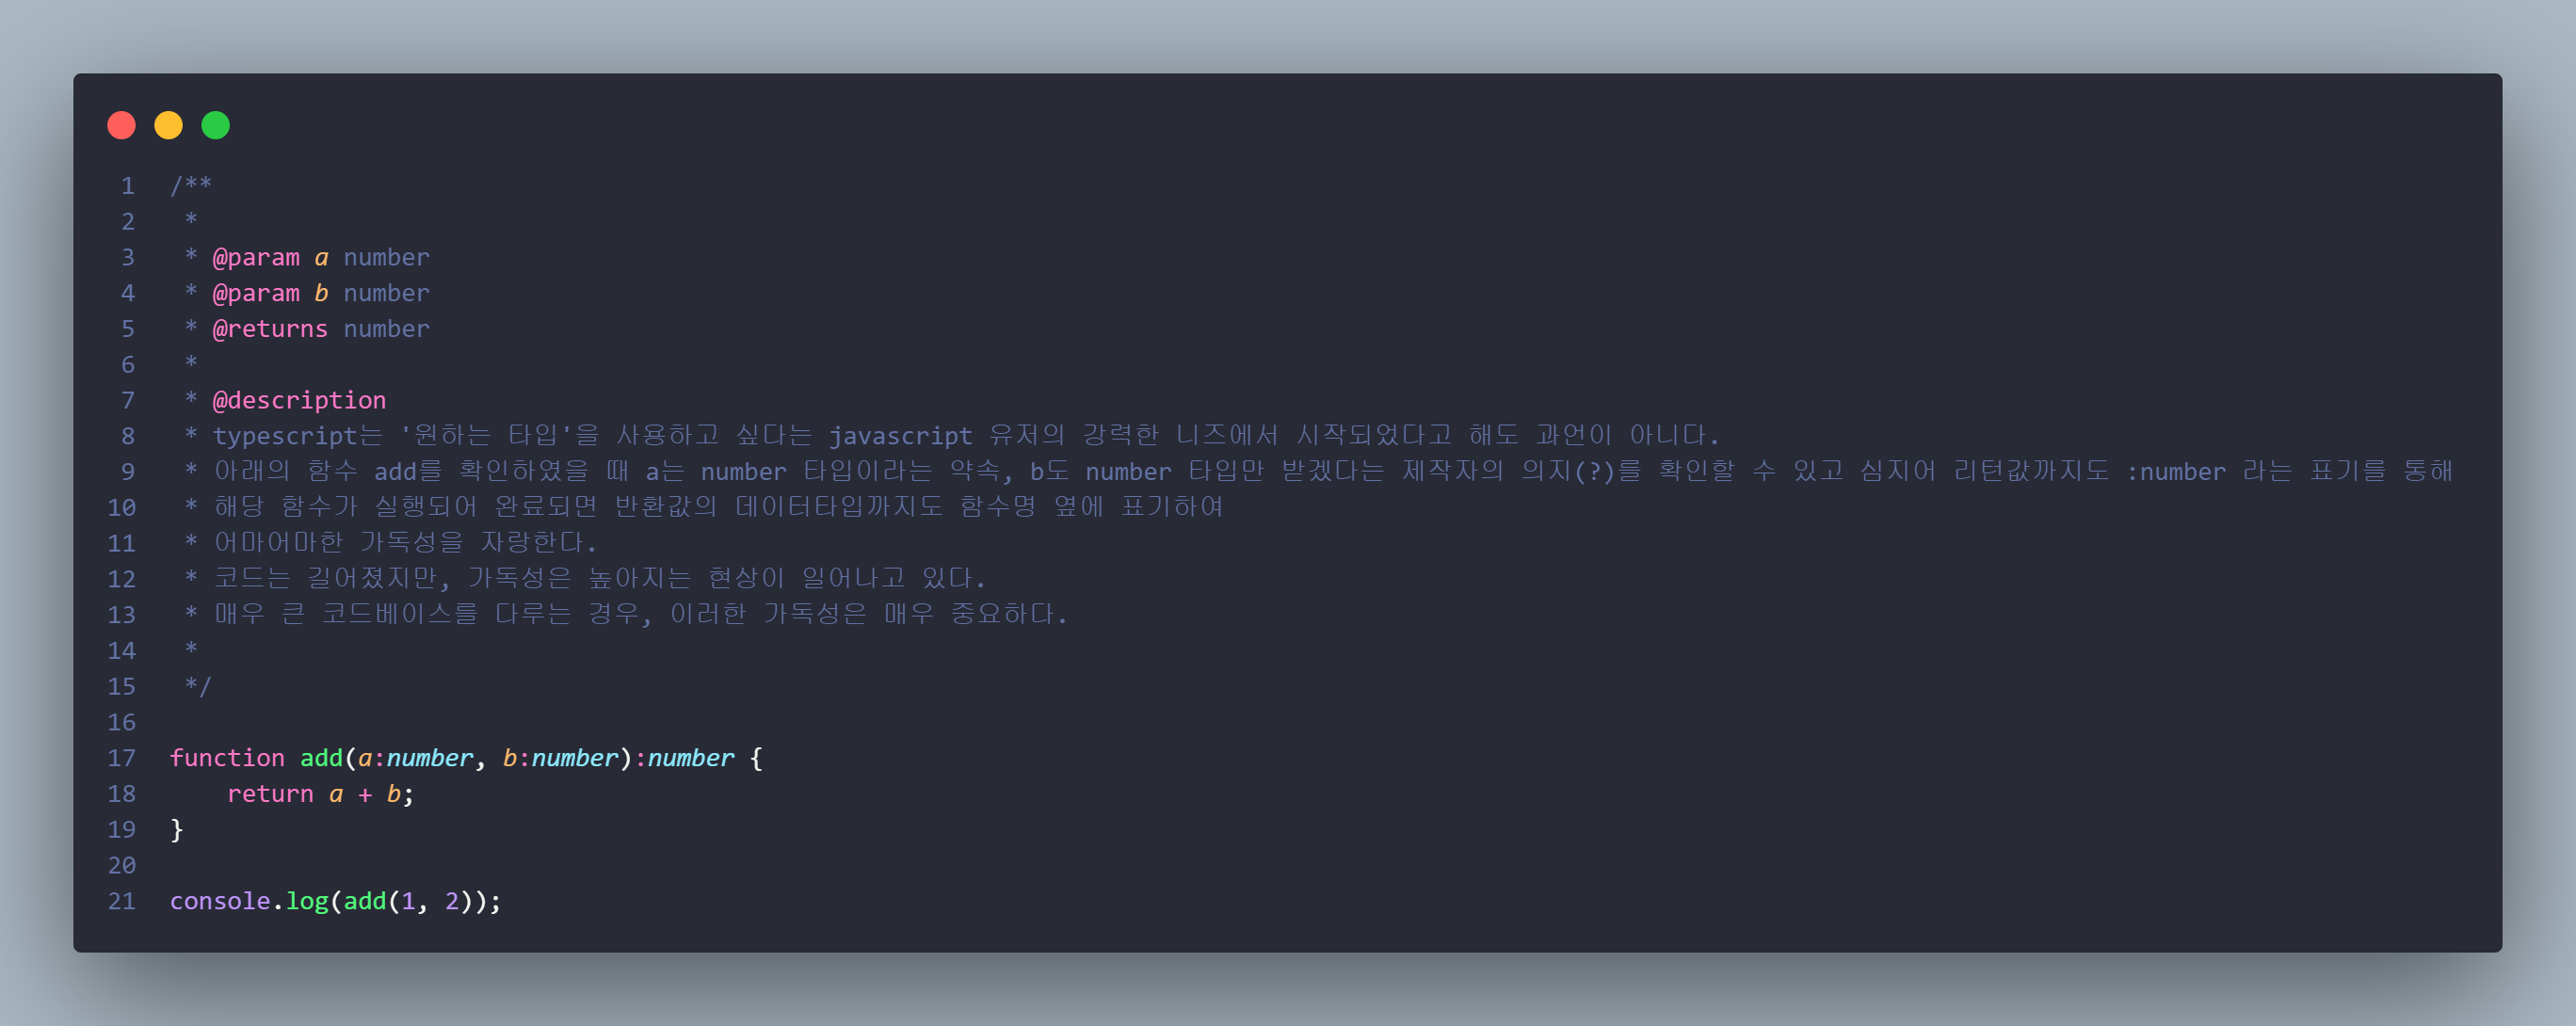 1 /**
2  *
3  * @param a number
4  * @param b number
5  * @returns number
6  *
7  * @description
8  * typescript는 '원하는 타입'을 사용하고 싶다는 javascript 유저의 강력한 니즈에서 시작되었다고 해도 과언이 아니다.
9  * 아래의 함수 add를 확인하였을 때 a는 number 타입이라는 약속, b도 number 타입만 받겠다는 제작자의 의지(?)를 확인할 수 있고 심지어 리턴값까지도 :number 라는 표기를 통해
10  * 해당 함수가 실행되어 완료되면 반환값의 데이터타입까지도 함수명 옆에 표기하여
11  * 어마어마한 가독성을 자랑한다.
12  * 코드는 길어졌지만, 가독성은 높아지는 현상이 일어나고 있다.
13  * 매우 큰 코드베이스를 다루는 경우, 이러한 가독성은 매우 중요하다.
14  *
15  */
16
17 function add(a:number, b:number):number {
18     return a + b;
19 }
20
21 console.log(add(1, 2));